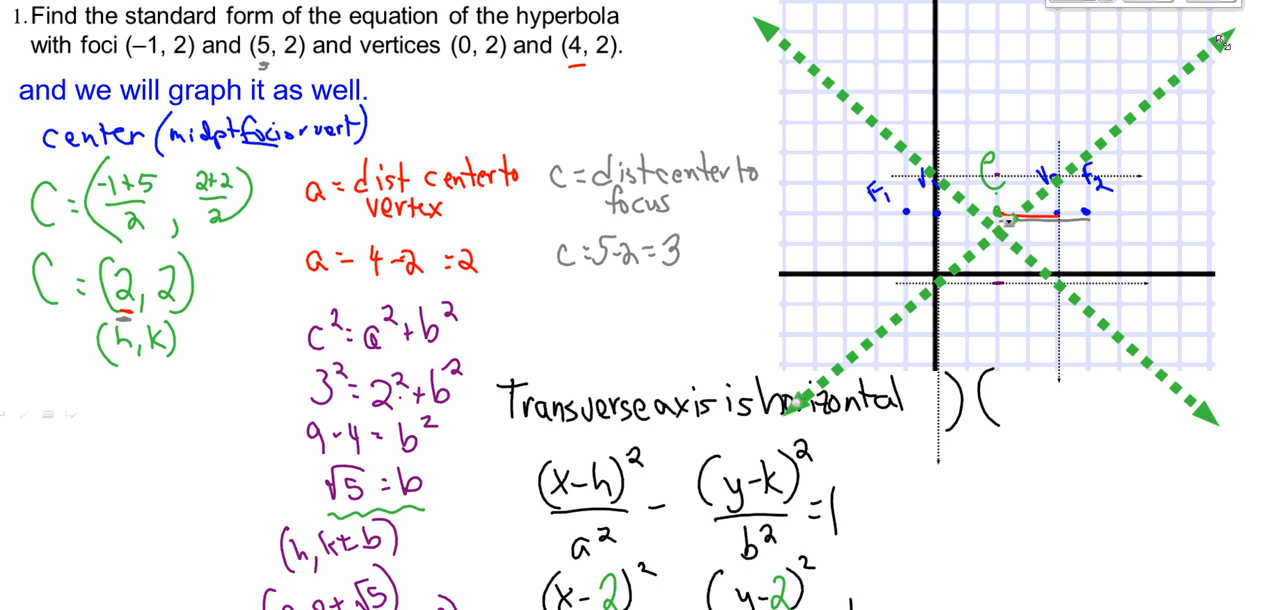 1. Find the standard form of the equation of the hyperbola
with foci (−1, 2) and (5, 2) and vertices (0, 2) and (4, 2).
and we will graph it as well.
center (midpt foci or vert)
C = (-1+5/2, 2+2/2)
C = (2, 2)
(h, k)
a = dist center to
vertex
a = 4-2 = 2
c = dist center to
focus
c = 5-2 = 3
c² = a² + b²
3² = 2² + b²
9-4 = b²
√5 = b
(h, k±b)
Transverse axis is horizontal )(
(x-h)²/a² - (y-k)²/b² = 1
(x-2)² (y-2)²
F₁
C
F₂